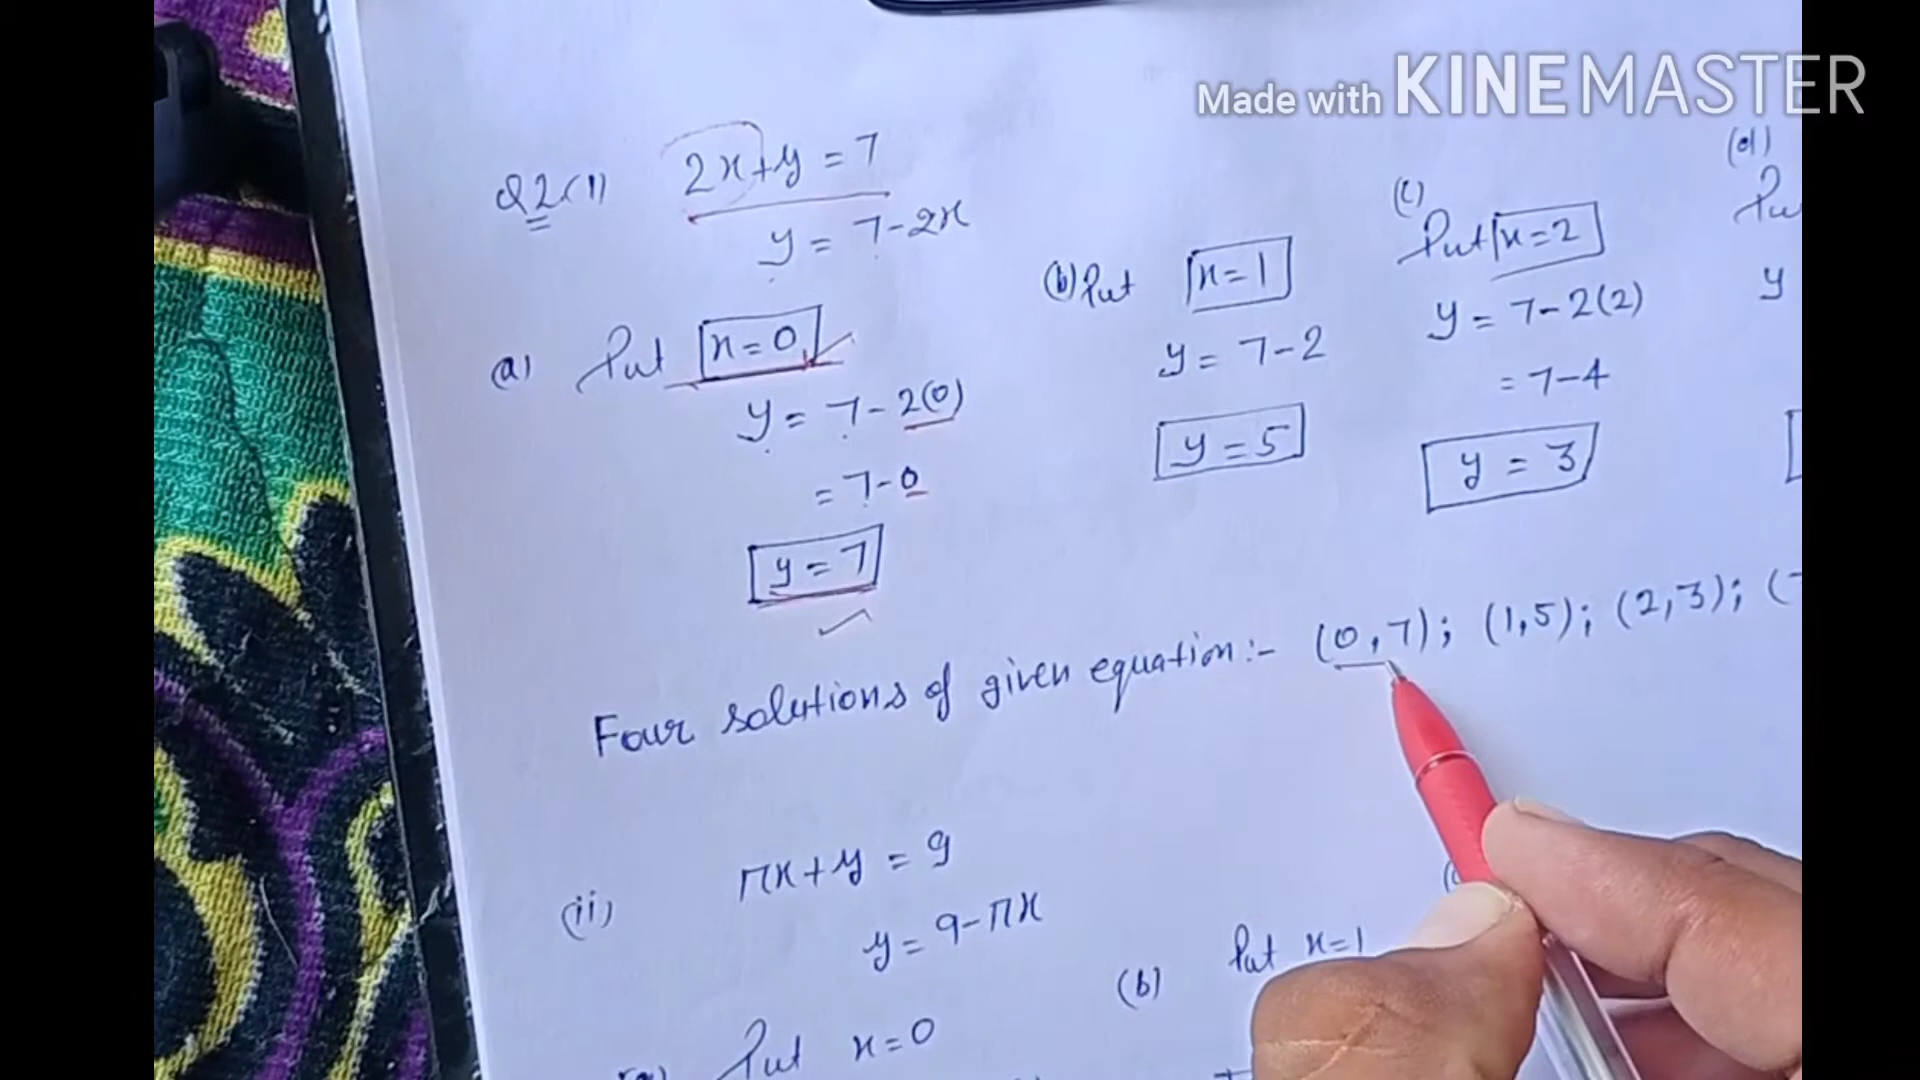 Made with KINEMASTER
Q2(i) 2x+y = 7
y = 7-2x
(a) Put x=0
y = 7-2(0)
= 7-0
y = 7
(b) Put x=1
y = 7-2
y = 5
(c)
Put x=2
y = 7-2(2)
= 7-4
y = 3
(d)
y
Four solutions of given equation:- (0,7); (1,5); (2,3); (
(ii) πx+y = 9
y = 9-πx
Put x=0
(b) Put x=1